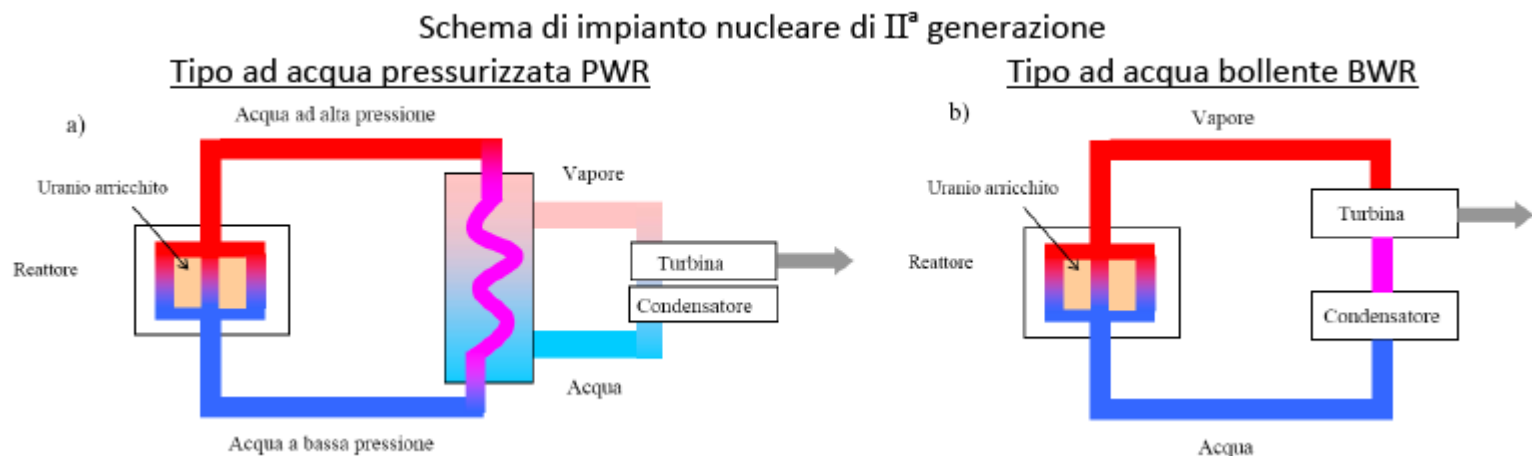 Schema di impianto nucleare di IIª generazione
Tipo ad acqua pressurizzata PWR
a)
Acqua ad alta pressione
Uranio arricchito
Vapore
Reattore
Turbina
Condensatore
Acqua
Acqua a bassa pressione
Tipo ad acqua bollente BWR
b)
Vapore
Uranio arricchito
Turbina
Reattore
Condensatore
Acqua